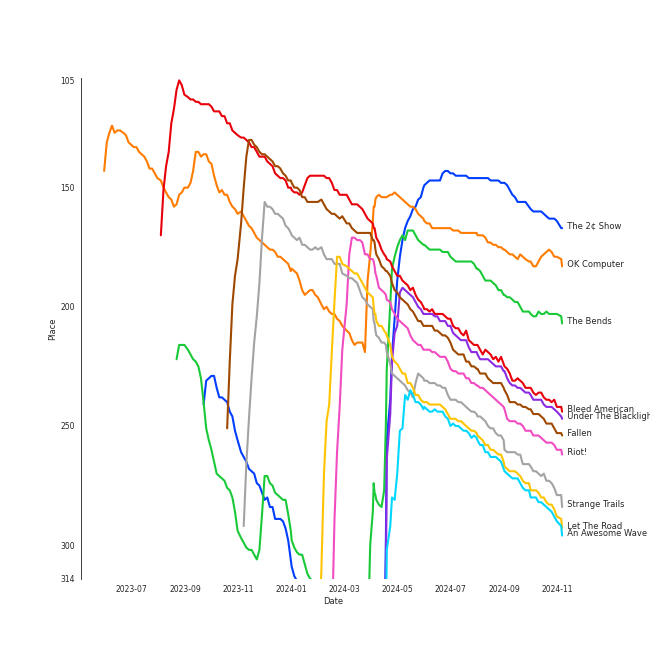 105
150
200
250
300
314
Place
2023-07
2023-09
2023-11
2024-01
2024-03
2024-05
2024-07
2024-09
2024-11
Date
The 2¢ Show
OK Computer
The Bends
Bleed American
Under The Blackligh
Fallen
Riot!
Strange Trails
Let The Road
An Awesome Wave